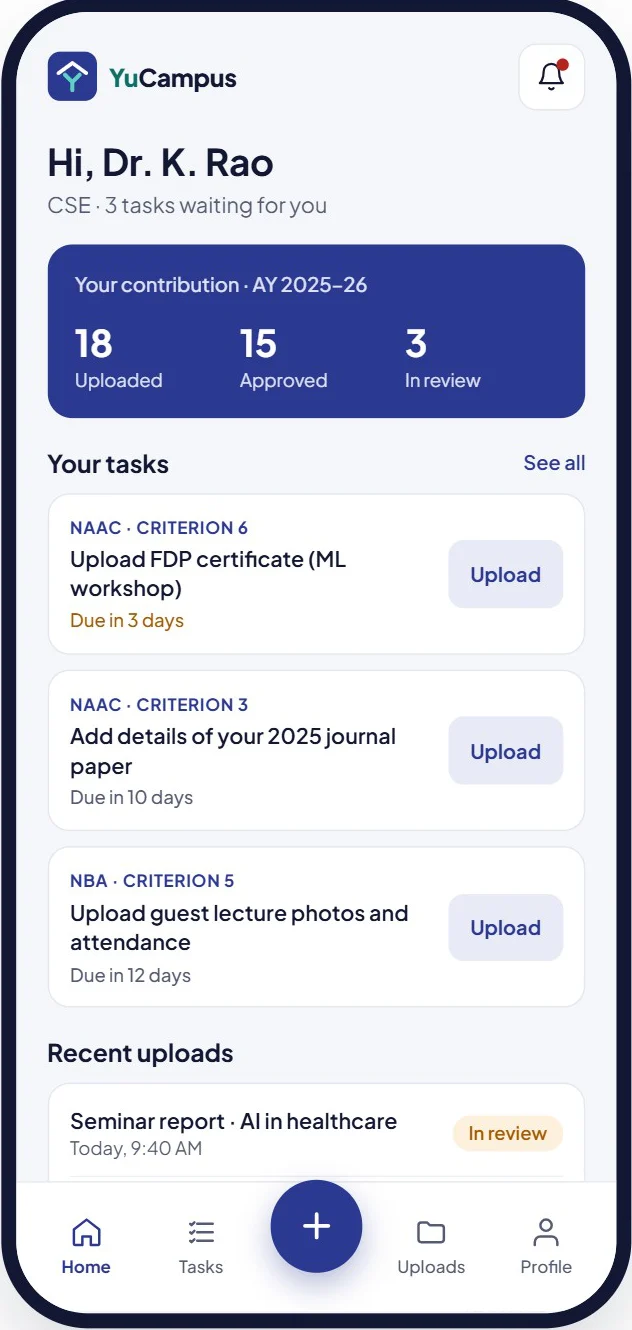 YuCampus
Hi, Dr. K. Rao
CSE · 3 tasks waiting for you
Your contribution · AY 2025–26
18 15 3
Uploaded Approved In review
Your tasks See all
NAAC · CRITERION 6
Upload FDP certificate (ML
workshop)
Due in 3 days
Upload
NAAC · CRITERION 3
Add details of your 2025 journal
paper
Due in 10 days
Upload
NBA · CRITERION 5
Upload guest lecture photos and
attendance
Due in 12 days
Upload
Recent uploads
Seminar report · AI in healthcare
Today, 9:40 AM
In review
Home Tasks Uploads Profile